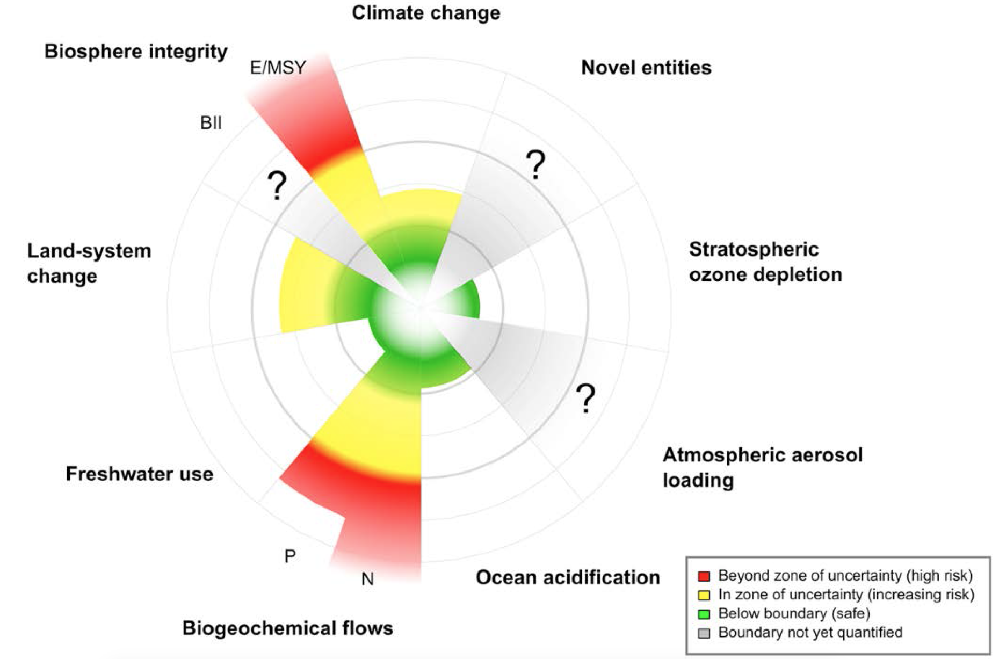 Climate change
Biosphere integrity
E/MSY
Novel entities
BII
?
?
Land-system
change
Stratospheric
ozone depletion
?
Freshwater use
Atmospheric aerosol
loading
P
N
Ocean acidification
Biogeochemical flows
Beyond zone of uncertainty (high risk)
In zone of uncertainty (increasing risk)
Below boundary (safe)
Boundary not yet quantified